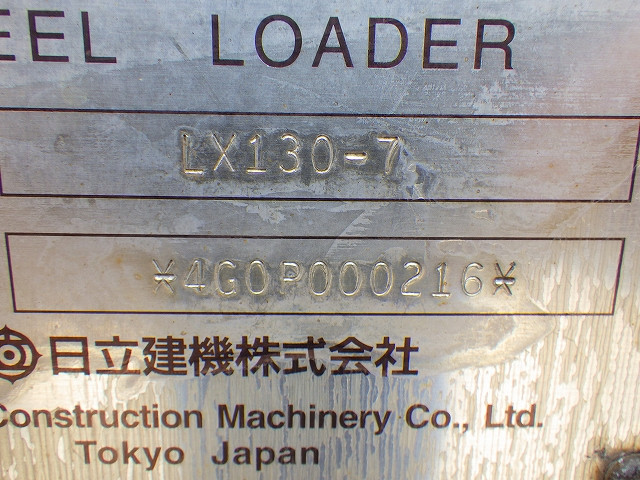 EEL LOADER
LX130-7
*4G0P000216*
日立建機株式会社
Construction Machinery Co., Ltd.
Tokyo Japan